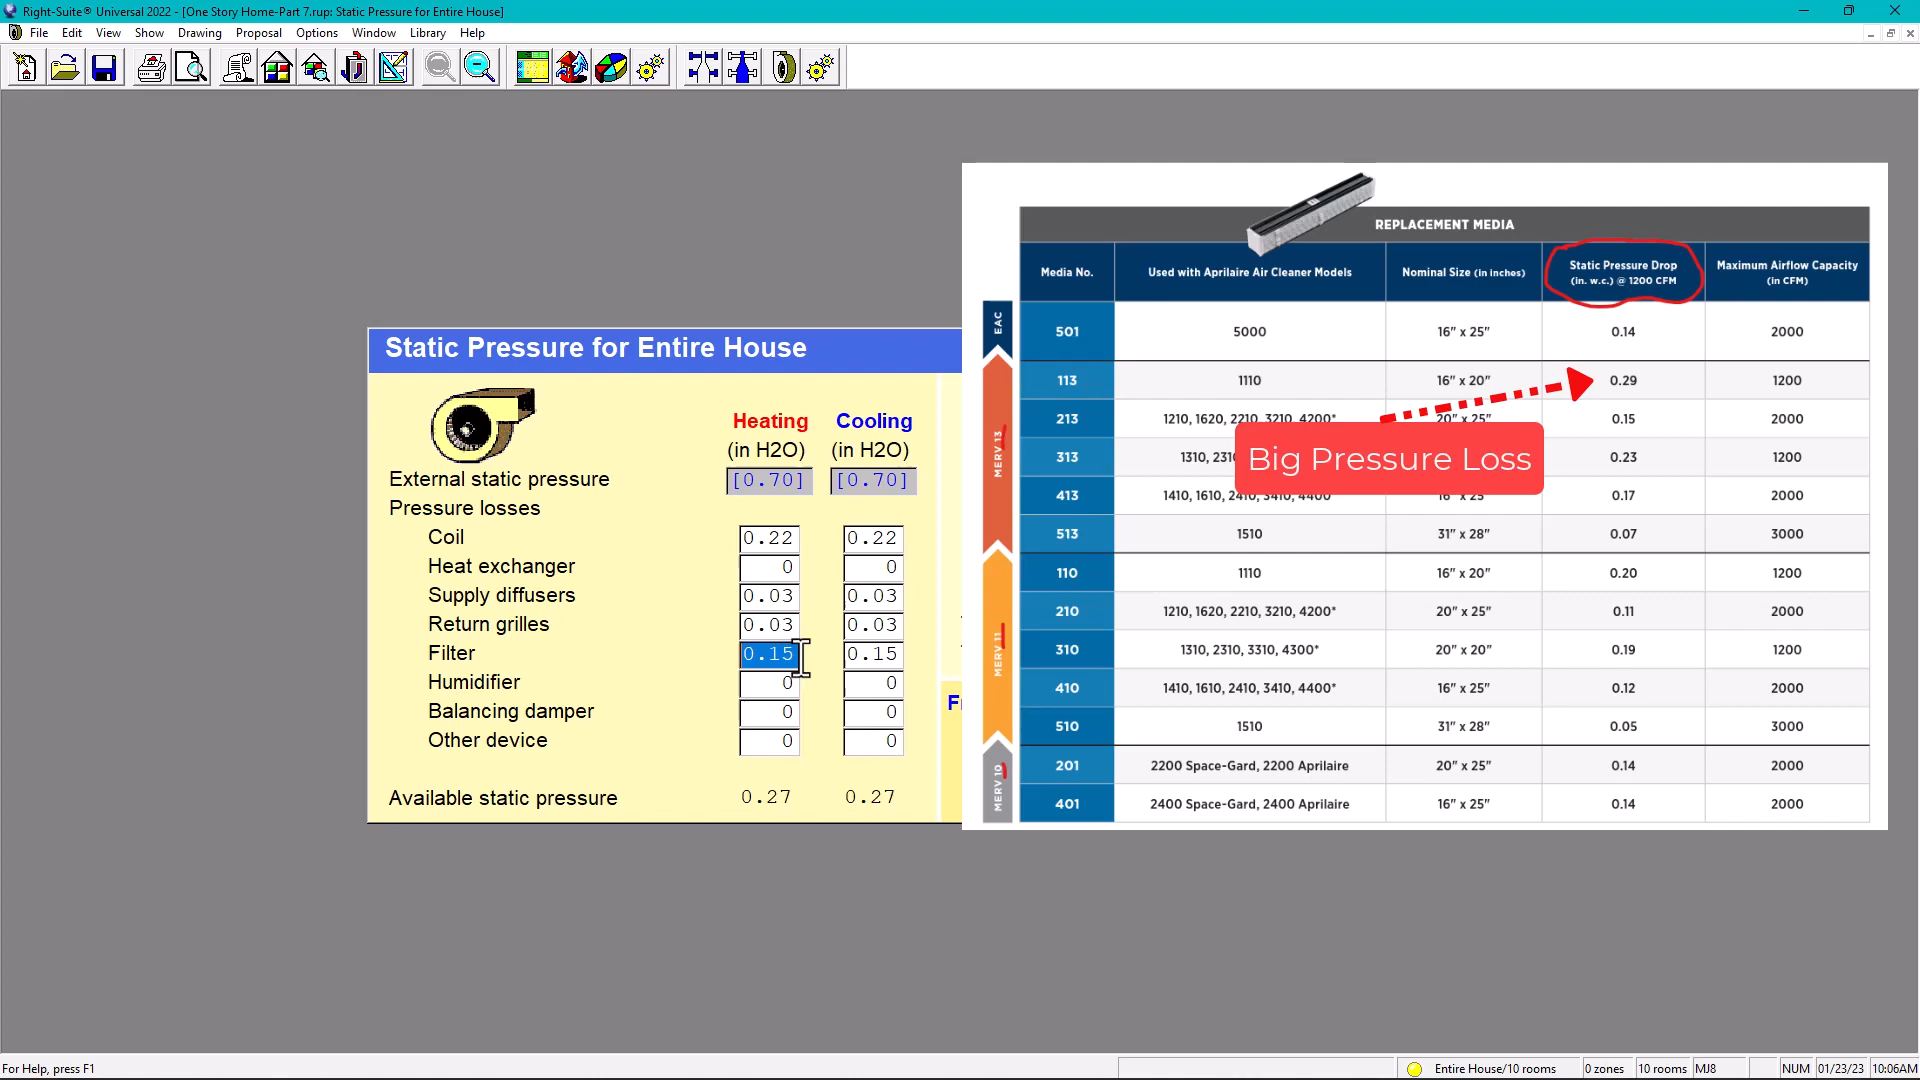 Right-Suite® Universal 2022 - [One Story Home-Part 7.rup: Static Pressure for Entire House]
File Edit View Show Drawing Proposal Options Window Library Help
REPLACEMENT MEDIA
Media No. Used with Aprilaire Air Cleaner Models Nominal Size (in inches) Static Pressure Drop (in. w.c.) @ 1200 CFM Maximum Airflow Capacity (in CFM)
EAC
501 5000 16" x 25" 0.14 2000
MERV 13
113 1110 16" x 20" 0.29 1200
213 1210, 1620, 2210, 3210, 4200* 20" x 25" 0.15 2000
313 1310, 0.23 1200
413 1410, 1610, 2410, 3410, 4400 16" x 25 0.17 2000
513 1510 31" x 28" 0.07 3000
Big Pressure Loss
MERV 11
110 1110 16" x 20" 0.20 1200
210 1210, 1620, 2210, 3210, 4200* 20" x 25" 0.11 2000
310 1310, 2310, 3310, 4300* 20" x 20" 0.19 1200
410 1410, 1610, 2410, 3410, 4400* 16" x 25" 0.12 2000
510 1510 31" x 28" 0.05 3000
MERV 10
201 2200 Space-Gard, 2200 Aprilaire 20" x 25" 0.14 2000
401 2400 Space-Gard, 2400 Aprilaire 16" x 25" 0.14 2000
Static Pressure for Entire House
Heating Cooling
(in H2O) (in H2O)
External static pressure [0.70] [0.70]
Pressure losses
Coil 0.22 0.22
Heat exchanger 0 0
Supply diffusers 0.03 0.03
Return grilles 0.03 0.03
Filter 0.15 0.15
Humidifier 0 0
Balancing damper 0 0
Other device 0 0
Available static pressure 0.27 0.27
For Help, press F1
Entire House/10 rooms 0 zones 10 rooms MJ8 NUM 01/23/23 10:06AM